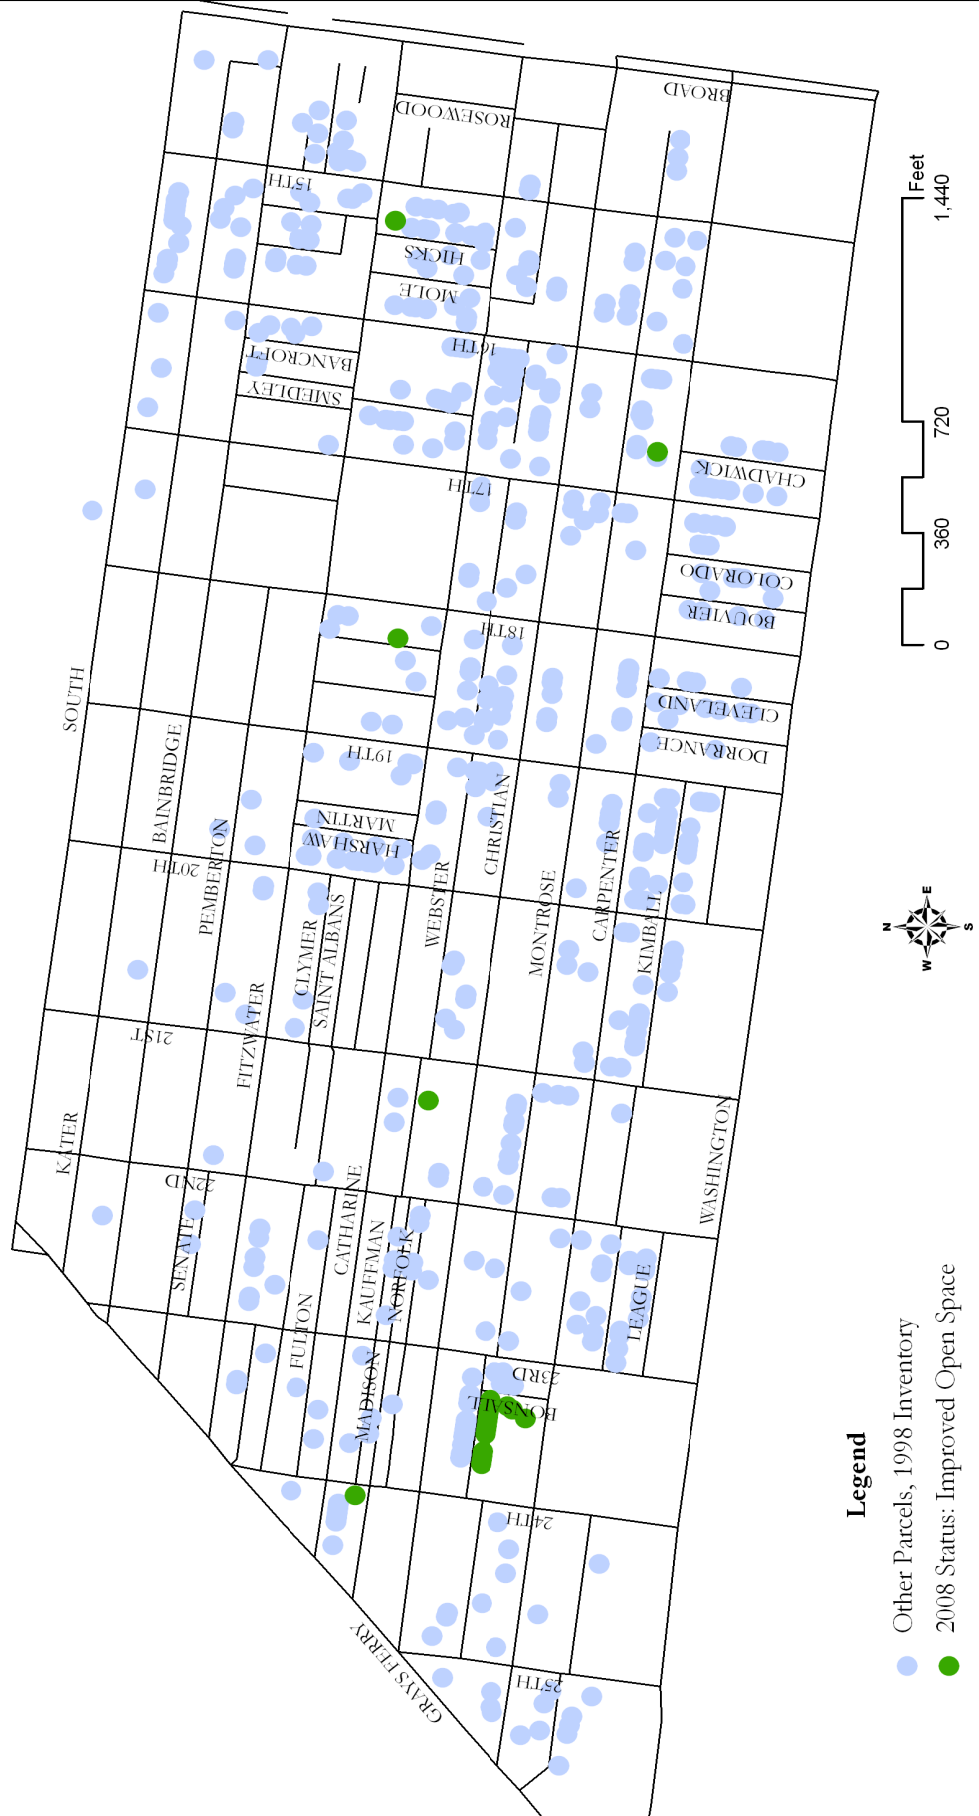 SOUTH
BAINBRIDGE
PEMBERTON
FITZWATER
CLYMER
SAINT ALBANS
WEBSTER
CHRISTIAN
MONTROSE
CARPENTER
KIMBALL
WASHINGTON
KATER
SENATE
FULTON
CATHARINE
KAUFFMAN
NORFOLK
MADISON
LEAGUE
GRAYS FERRY
25TH
24TH
BONSALL
23RD
22ND
21ST
20TH
HARSHAW
MARTIN
19TH
DORRANCE
CLEVELAND
18TH
BOUVIER
COLORADO
17TH
CHADWICK
SMEDLEY
BANCROFT
16TH
MOLE
HICKS
15TH
ROSEWOOD
BROAD
N
E
S
W
0
360
720
1,440
Feet
Legend
Other Parcels, 1998 Inventory
2008 Status: Improved Open Space